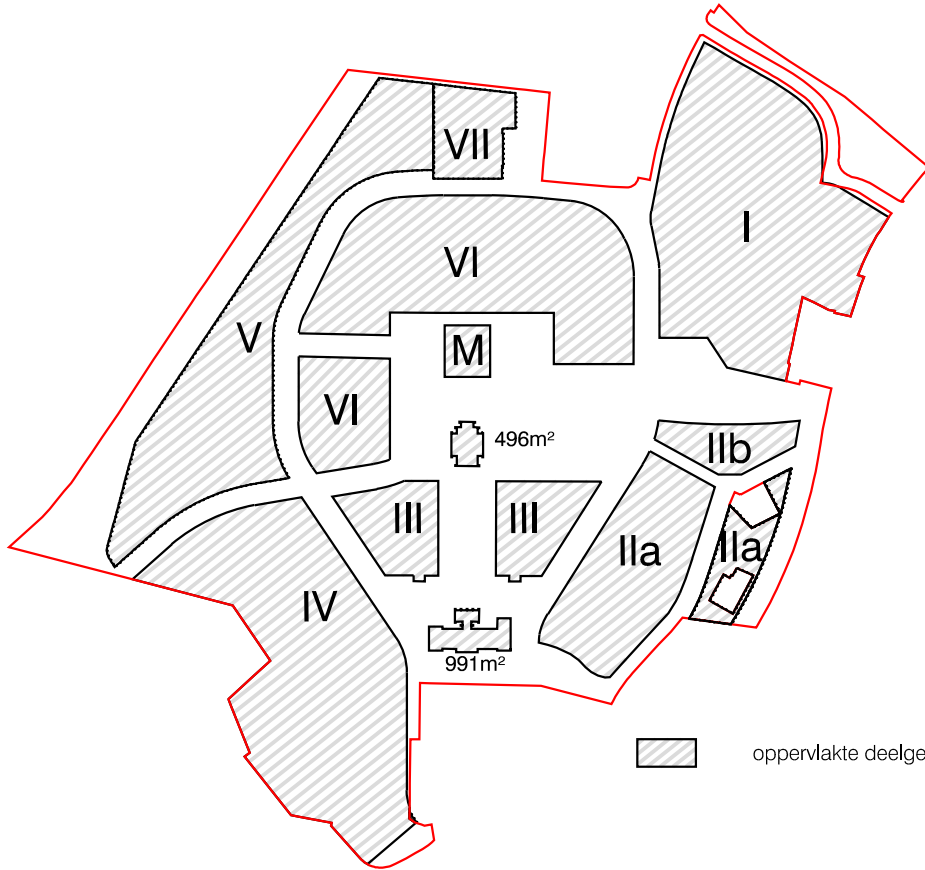 VII
I
VI
V
M
VI
496m²
IIb
III
III
IIa
IIa
IV
991m²
oppervlakte deelge